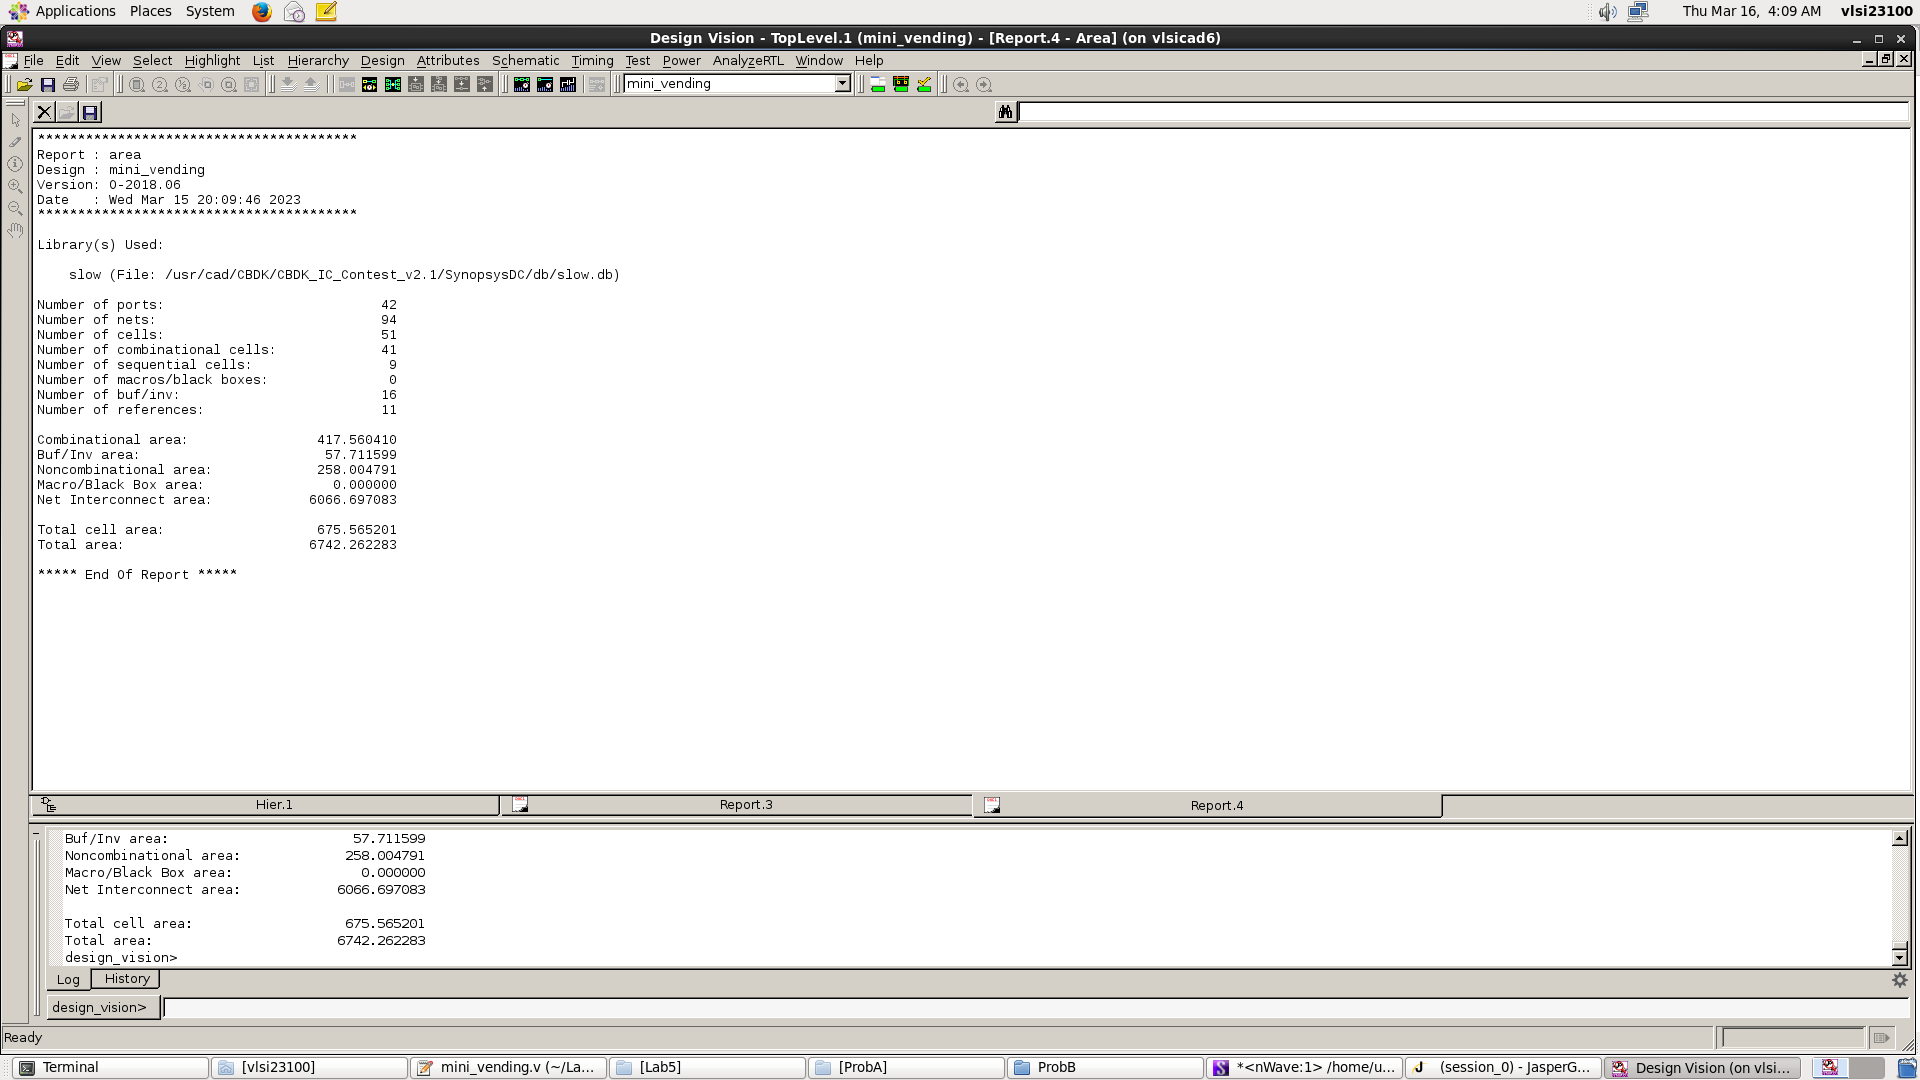 Applications Places System Thu Mar 16, 4:09 AM vlsi23100
Design Vision - TopLevel.1 (mini_vending) - [Report.4 - Area] (on vlsicad6)
File Edit View Select Highlight List Hierarchy Design Attributes Schematic Timing Test Power AnalyzeRTL Window Help
mini_vending
****************************************
Report : area
Design : mini_vending
Version: O-2018.06
Date   : Wed Mar 15 20:09:46 2023
****************************************
Library(s) Used:
slow (File: /usr/cad/CBDK/CBDK_IC_Contest_v2.1/SynopsysDC/db/slow.db)
Number of ports: 42
Number of nets: 94
Number of cells: 51
Number of combinational cells: 41
Number of sequential cells: 9
Number of macros/black boxes: 0
Number of buf/inv: 16
Number of references: 11
Combinational area: 417.560410
Buf/Inv area: 57.711599
Noncombinational area: 258.004791
Macro/Black Box area: 0.000000
Net Interconnect area: 6066.697083
Total cell area: 675.565201
Total area: 6742.262283
***** End Of Report *****
Hier.1 Report.3 Report.4
Buf/Inv area: 57.711599
Noncombinational area: 258.004791
Macro/Black Box area: 0.000000
Net Interconnect area: 6066.697083
Total cell area: 675.565201
Total area: 6742.262283
design_vision>
Log History
design_vision>
Ready
Terminal [vlsi23100] mini_vending.v (~/La... [Lab5] [ProbA] ProbB *<nWave:1> /home/u... (session_0) - JasperG... Design Vision (on vlsi...